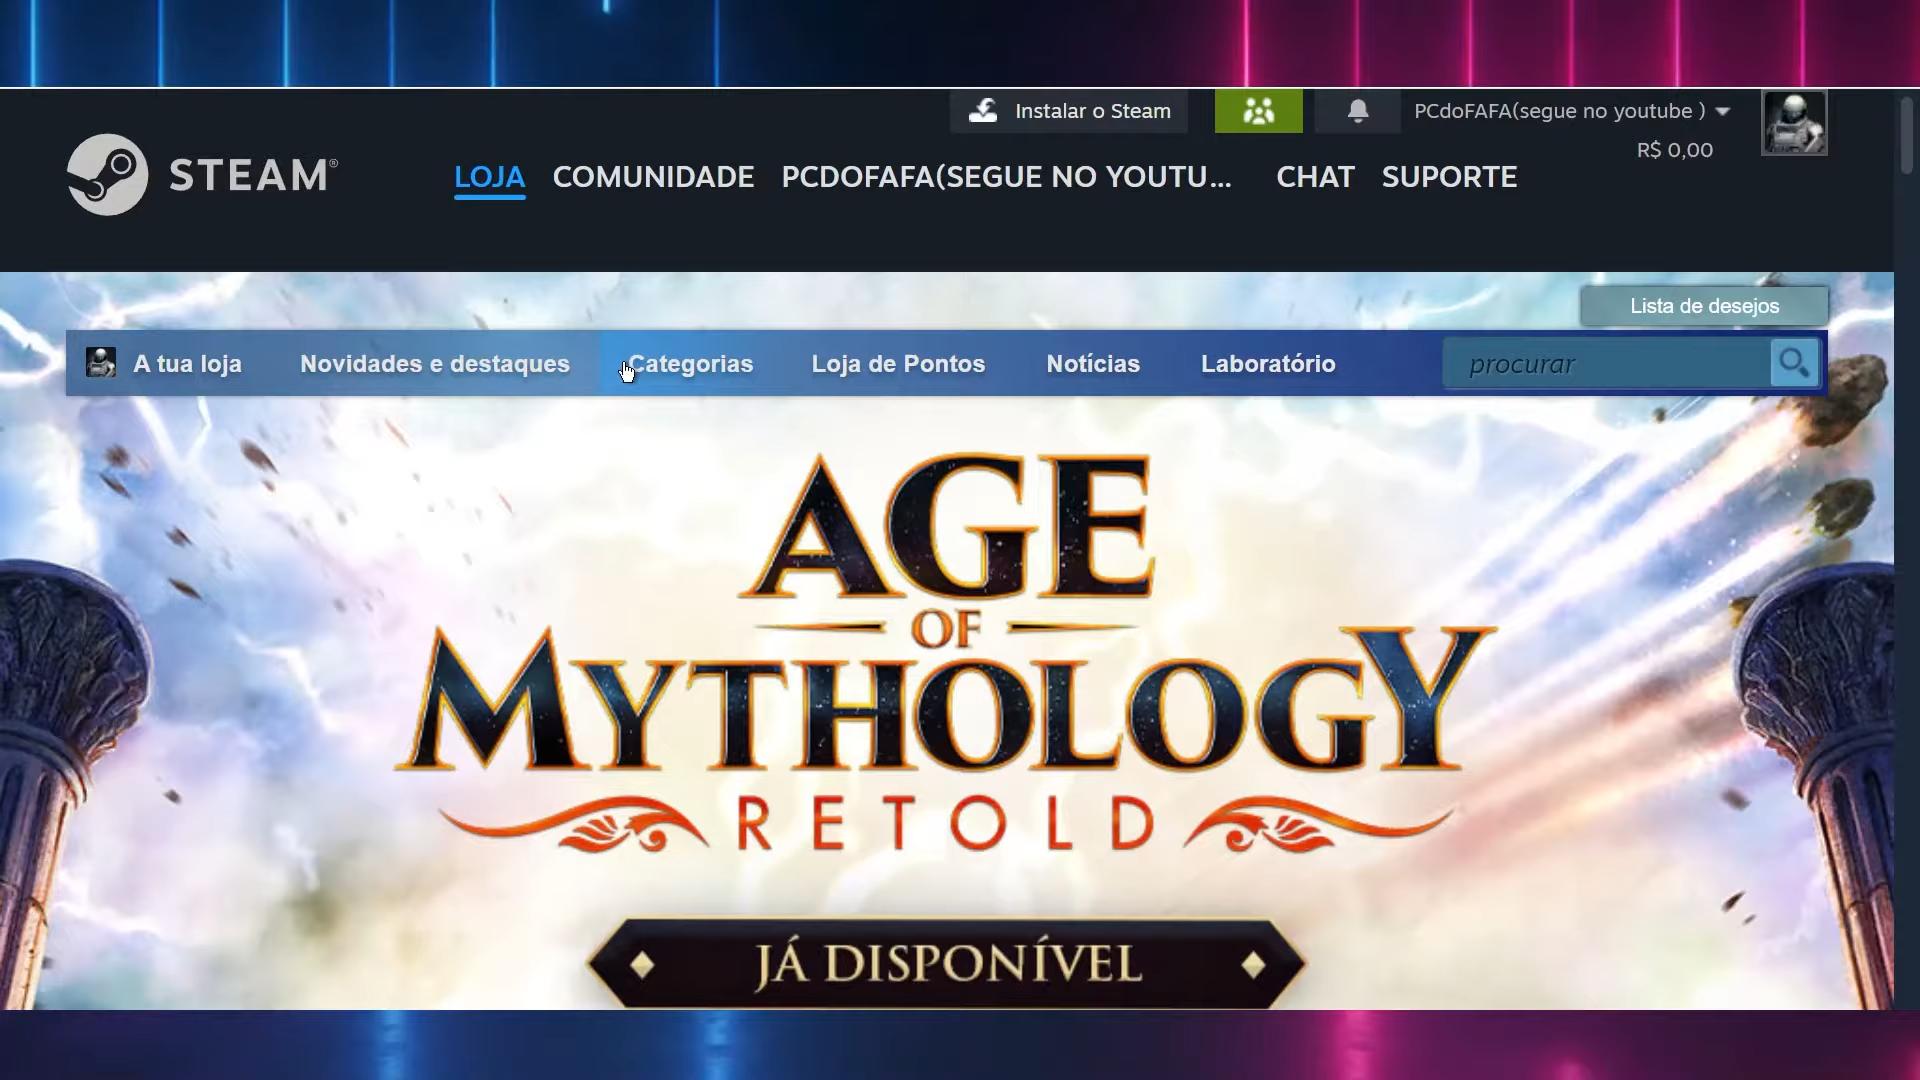 Instalar o Steam
PCdoFAFA(segue no youtube )
R$ 0,00
STEAM®
LOJA COMUNIDADE PCDOFAFA(SEGUE NO YOUTU... CHAT SUPORTE
Lista de desejos
A tua loja Novidades e destaques Categorias Loja de Pontos Notícias Laboratório procurar
AGE
OF
MYTHOLOGY
RETOLD
JÁ DISPONÍVEL